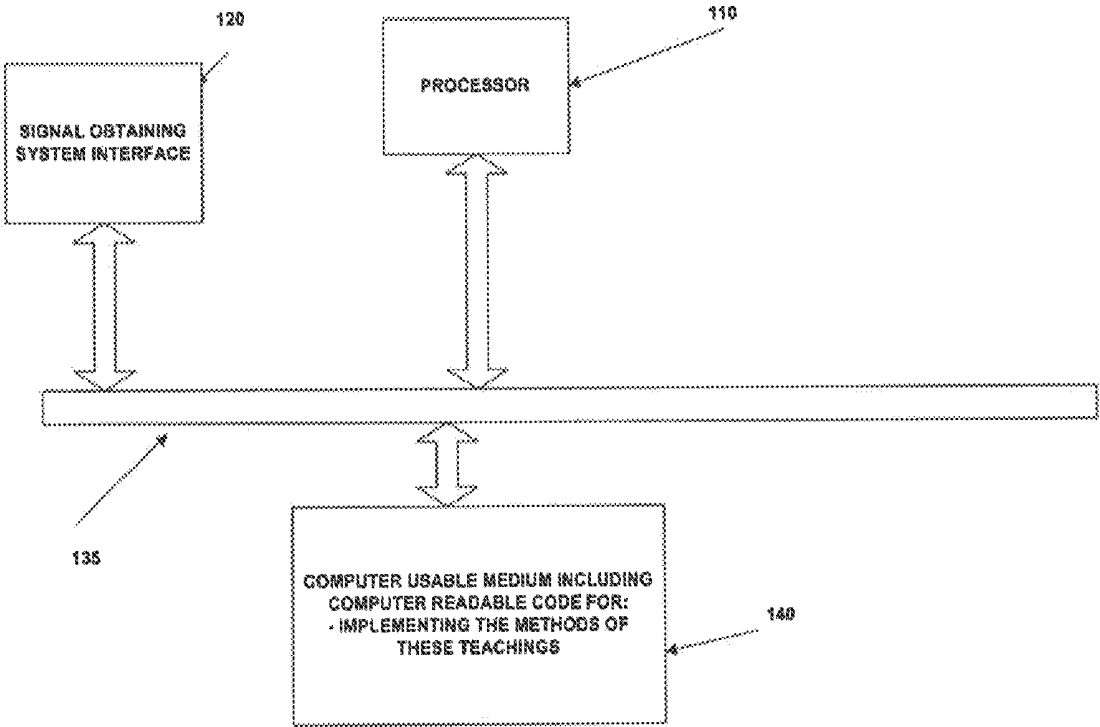 120
110
SIGNAL OBTAINING
SYSTEM INTERFACE
PROCESSOR
135
COMPUTER USABLE MEDIUM INCLUDING
COMPUTER READABLE CODE FOR:
- IMPLEMENTING THE METHODS OF
THESE TEACHINGS
140